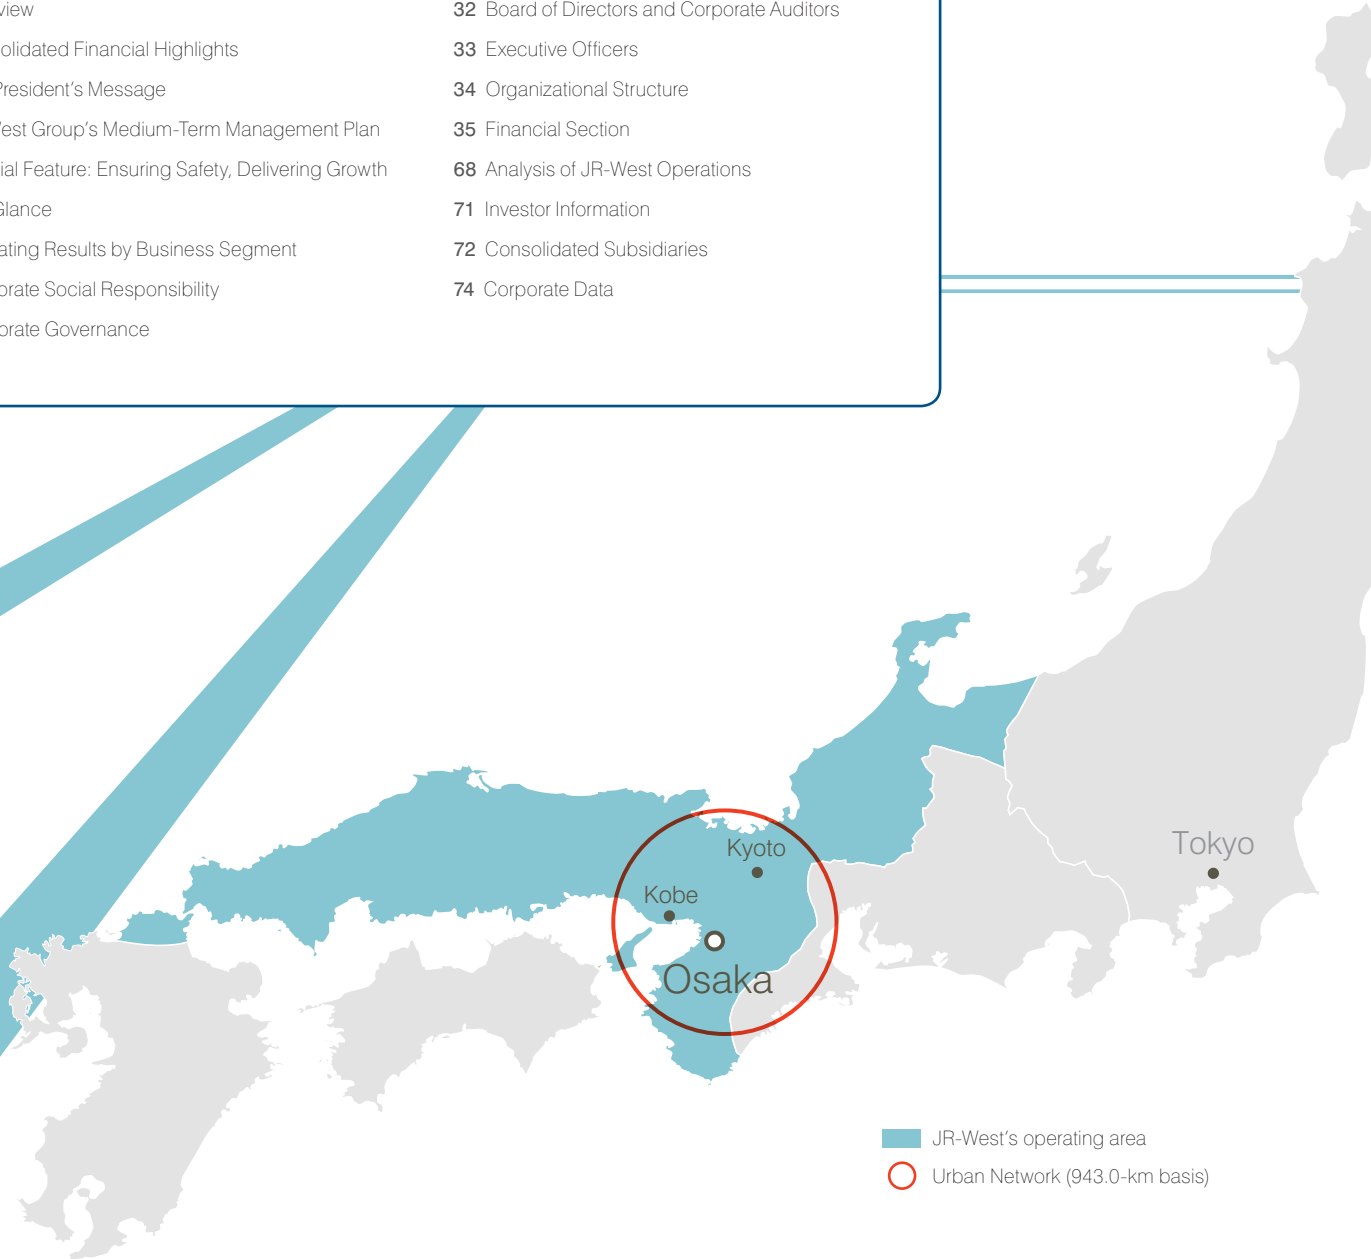 view
olidated Financial Highlights
President's Message
West Group's Medium-Term Management Plan
ial Feature: Ensuring Safety, Delivering Growth
Glance
ating Results by Business Segment
orate Social Responsibility
orate Governance
32 Board of Directors and Corporate Auditors
33 Executive Officers
34 Organizational Structure
35 Financial Section
68 Analysis of JR-West Operations
71 Investor Information
72 Consolidated Subsidiaries
74 Corporate Data
Tokyo
Kyoto
Kobe
Osaka
JR-West's operating area
Urban Network (943.0-km basis)